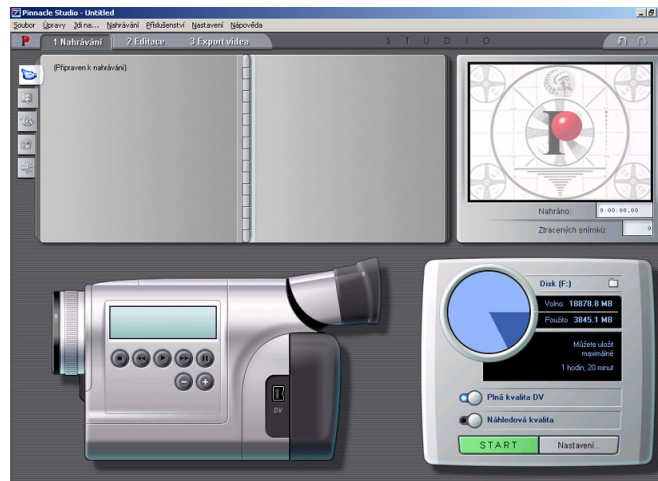 Pinnacle Studio - Untitled
Soubor Úpravy Jdi na... Nahrávání Příslušenství Nastavení Nápověda
1 Nahrávání 2 Editace 3 Export videa
S T U D I O
(Připraven k nahrávání)
P
Nahráno: 0:00:00.00
Ztracených snímků: 0
Disk (F:)
Volno: 18878.8 MB
Použito 3845.1 MB
Můžete uložit
maximálně
1 hodin, 20 minut
DV
Plná kvalita DV
Náhledová kvalita
START Nastavení...